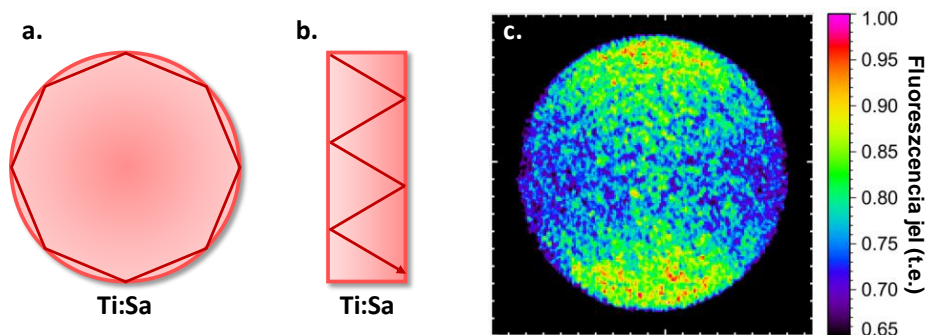 a.
b.
c.
Ti:Sa
Ti:Sa
1.00
0.95
0.90
0.85
0.80
0.75
0.70
0.65
Fluoreszcencia jel (t.e.)